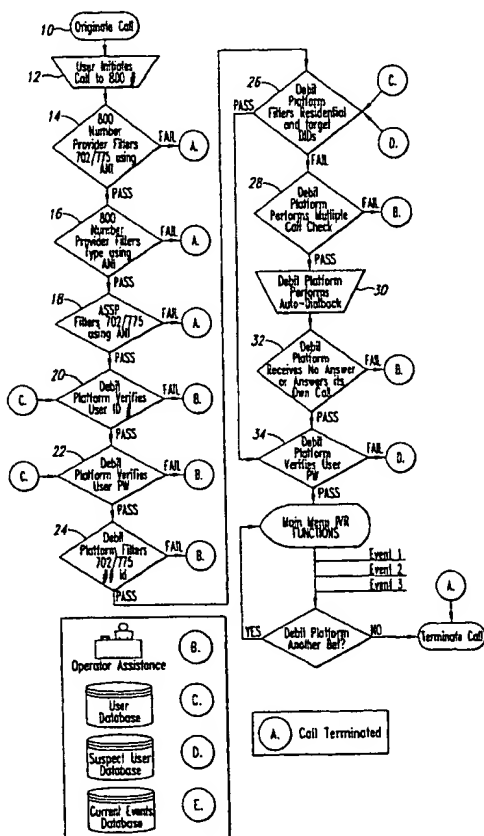 10
Originate Call
12
User Initiates
Call to 800 #
14
800
Number
Provider Filters
702/775 using
ANI
FAIL
A.
PASS
16
800
Number
Provider Filters
Type using
ANI
FAIL
A.
PASS
18
ASSP
Filters 702/775
using ANI
FAIL
A.
PASS
20
Debit
Platform Verifies
User ID
#
C.
FAIL
B.
PASS
22
Debit
Platform Verifies
User PW
C.
FAIL
B.
PASS
24
Debit
Platform Filters
702/775
## id
FAIL
B.
PASS
26
Debit
Platform
Filters Residential
and Target
PASS
C.
D.
FAIL
28
Debit
Platform
Performs Multiple
Call Check
FAIL
B.
PASS
Debit Platform
Performs
Auto-Dialback
30
32
Debit
Platform
Receives No Answer
or Answers its
Own Call
FAIL
B.
PASS
34
Debit
Platform
Verifies User
PW
FAIL
D.
PASS
Main Menu IVR
FUNCTIONS
Event 1
Event 2
Event 3
A.
YES
Debit Platform
Another Bet?
NO
Terminate Call
Operator Assistance
B.
User
Database
C.
Suspect User
Database
D.
Current Events
Database
E.
A.
Call Terminated